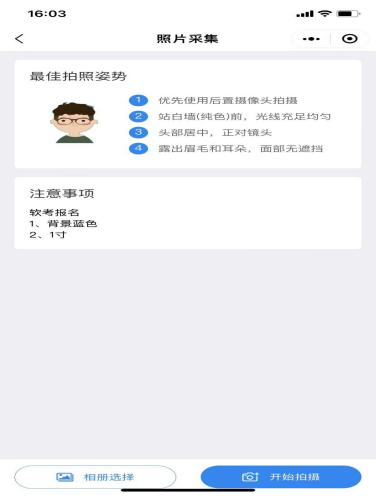 16:03
照片采集
最佳拍照姿势
1 优先使用后置摄像头拍摄
2 站白墙(纯色)前，光线充足均匀
3 头部居中，正对镜头
4 露出眉毛和耳朵，面部无遮挡
注意事项
软考报名
1、背景蓝色
2、1寸
相册选择
开始拍摄